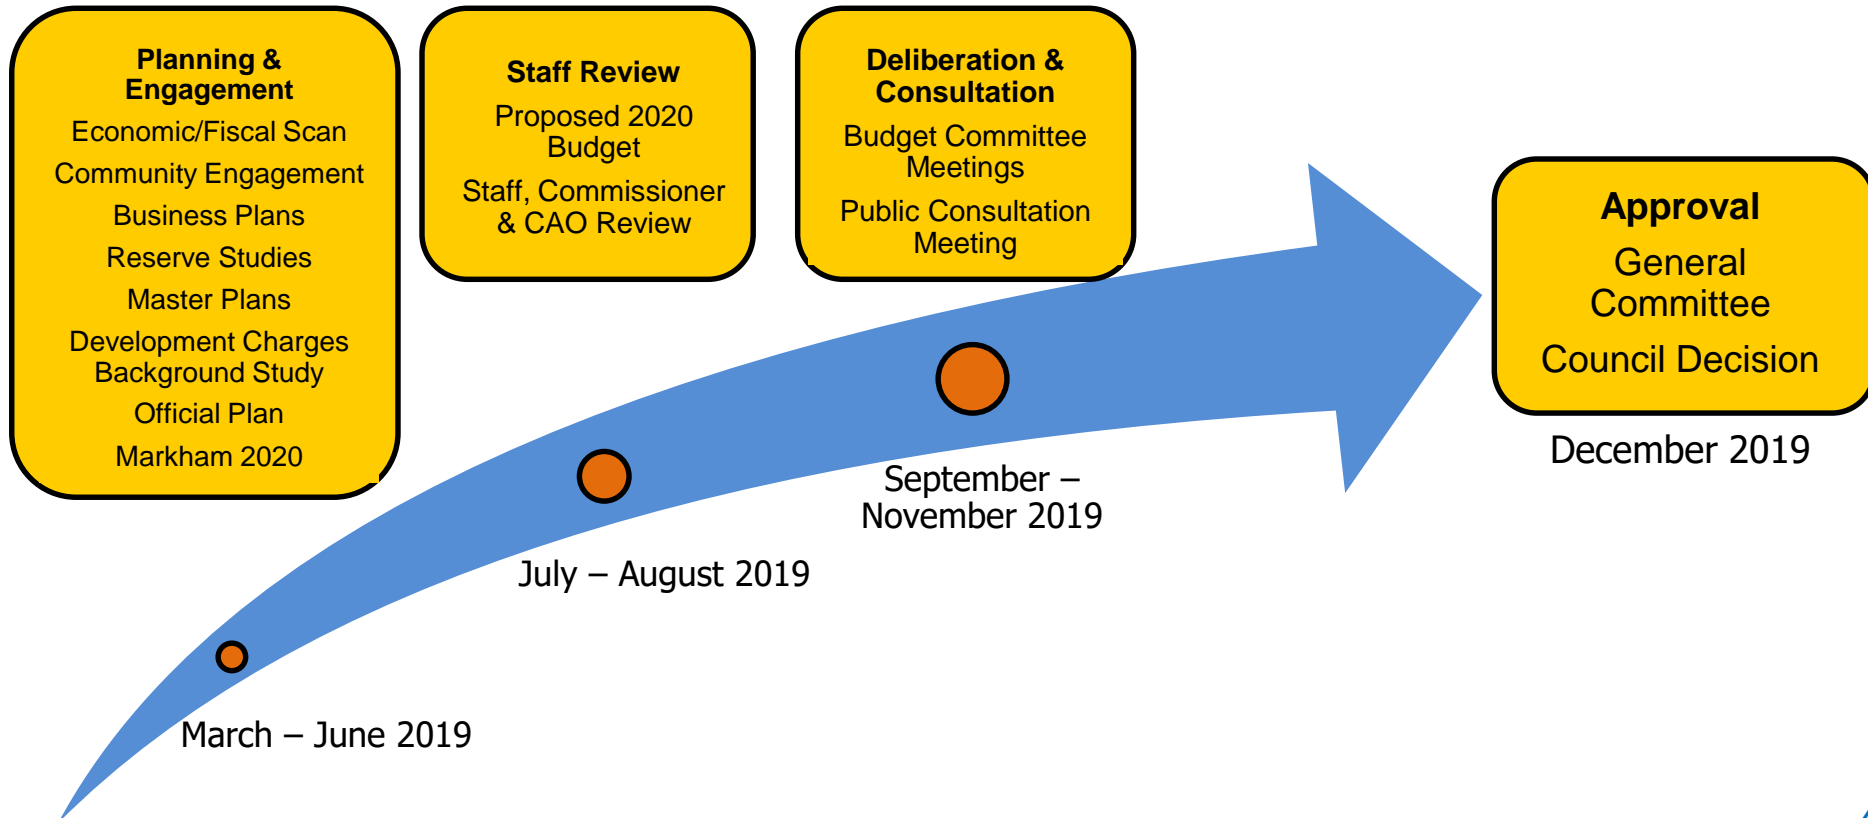 Planning &
Engagement
Economic/Fiscal Scan
Community Engagement
Business Plans
Reserve Studies
Master Plans
Development Charges
Background Study
Official Plan
Markham 2020
Staff Review
Proposed 2020
Budget
Staff, Commissioner
& CAO Review
Deliberation &
Consultation
Budget Committee
Meetings
Public Consultation
Meeting
Approval
General
Committee
Council Decision
March – June 2019
July – August 2019
September –
November 2019
December 2019